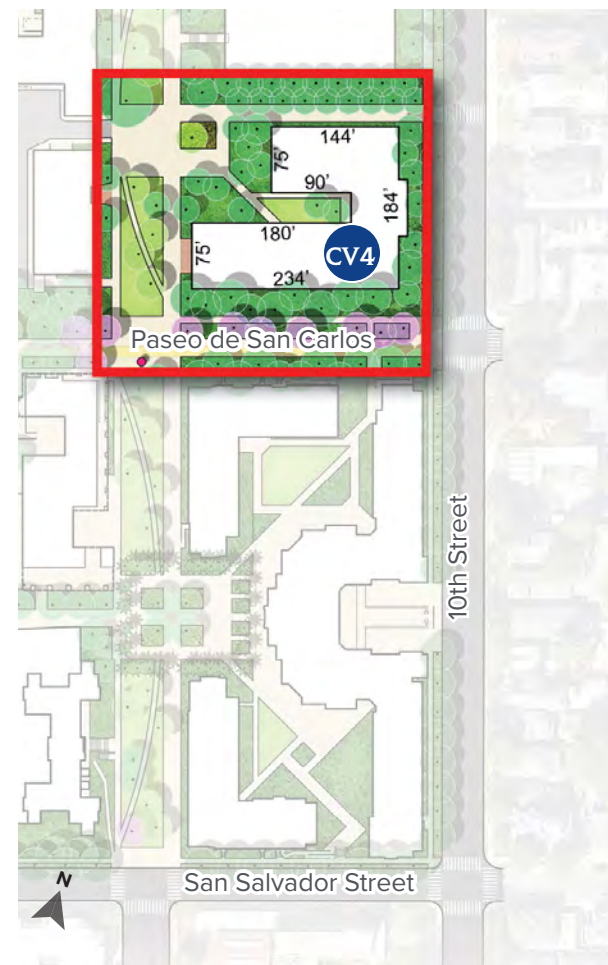 144'
75'
90'
184'
180'
CV4
75'
234'
Paseo de San Carlos
10th Street
San Salvador Street
N